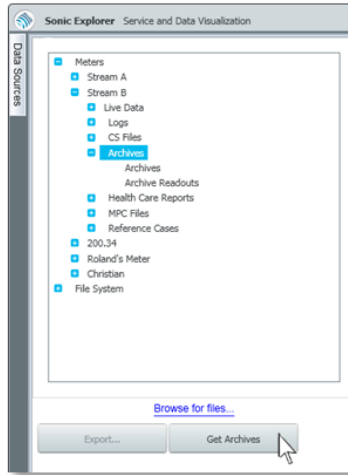 Sonic Explorer Service and Data Visualization
Data Sources
Meters
Stream A
Stream B
Live Data
Logs
CS Files
Archives
Archives
Archive Readouts
Health Care Reports
MPC Files
Reference Cases
200.34
Roland's Meter
Christian
File System
Browse for files...
Export...
Get Archives